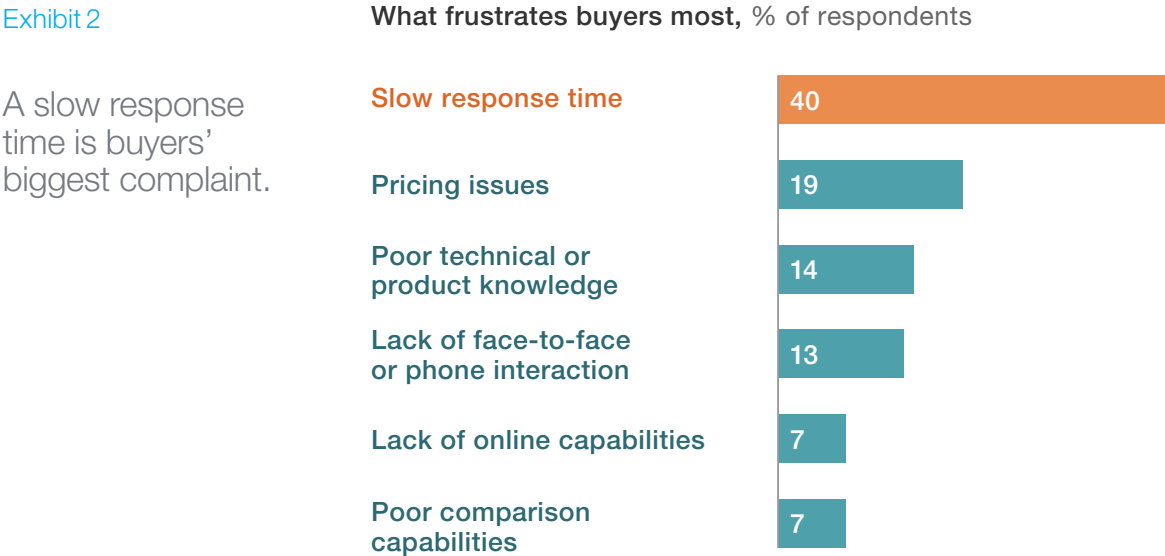 Exhibit 2
A slow response
time is buyers’
biggest complaint.
What frustrates buyers most, % of respondents
Slow response time
40
Pricing issues
19
Poor technical or
product knowledge
14
Lack of face-to-face
or phone interaction
13
Lack of online capabilities
7
Poor comparison
capabilities
7